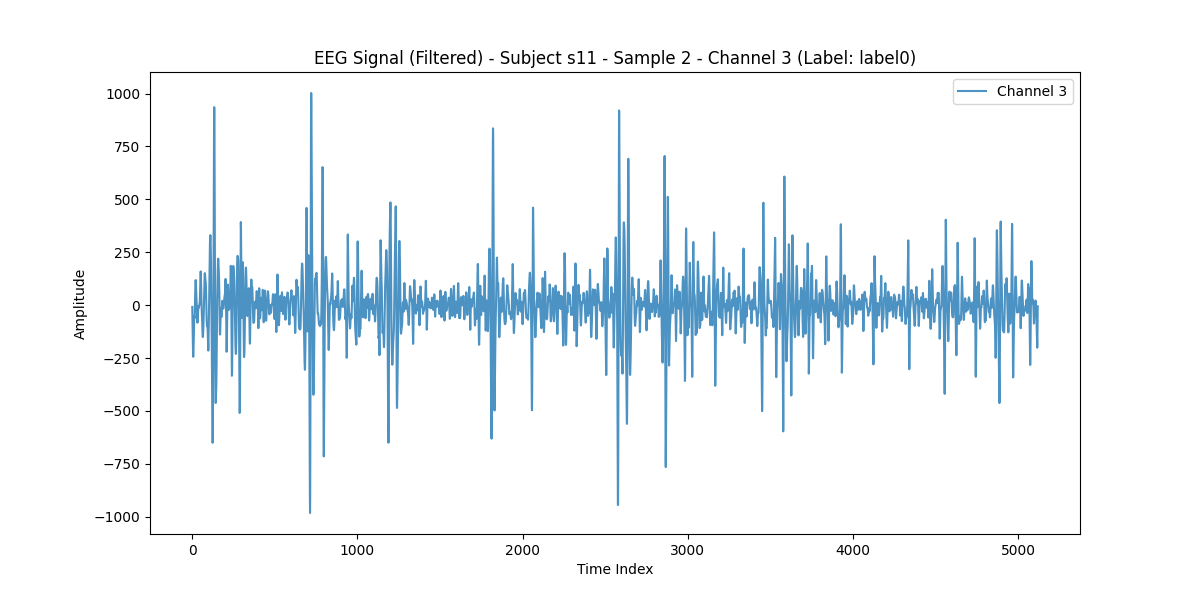 EEG Signal (Filtered) - Subject s11 - Sample 2 - Channel 3 (Label: label0)
Channel 3
1000
750
500
250
0
−250
−500
−750
−1000
Amplitude
0 1000 2000 3000 4000 5000
Time Index